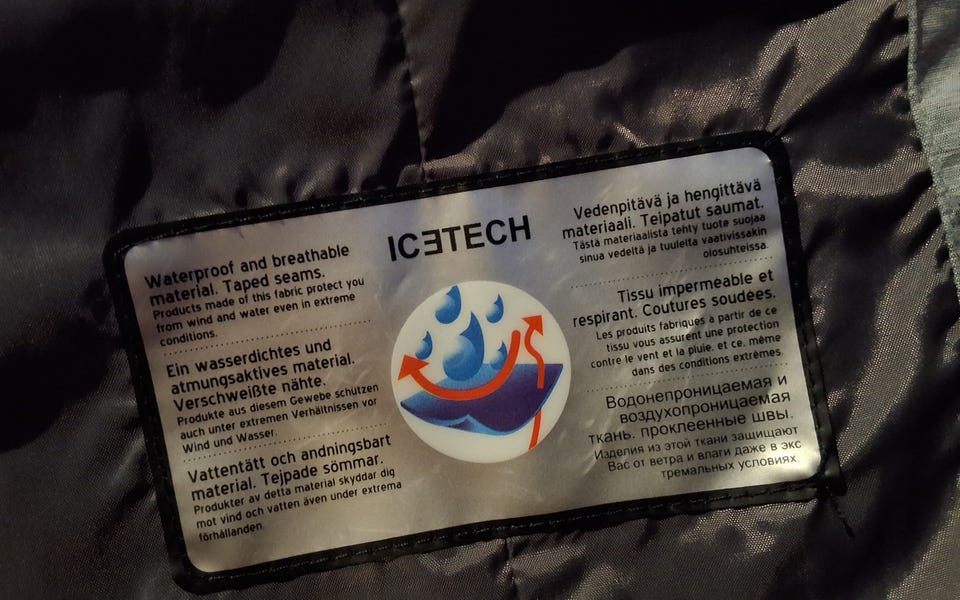 ICƎTECH
Waterproof and breathable
material. Taped seams.
Products made of this fabric protect you
from wind and water even in extreme
conditions.
Ein wasserdichtes und
atmungsaktives material.
Verschweißte nähte.
Produkte aus diesem Gewebe schützen
auch unter extremen Verhältnissen vor
Wind und Wasser.
Vattentätt och andningsbart
material. Tejpade sömmar.
Produkter av detta material skyddar dig
mot vind och vatten även under extrema
förhållanden.
Vedenpitävä ja hengittävä
materiaali. Teipatut saumat.
Tästä materiaalista tehty tuote suojaa
sinua vedeltä ja tuulelta vaativissakin
olosuhteissa.
Tissu imperméable et
respirant. Coutures soudées.
Les produits fabriqués à partir de ce
tissu vous assurent une protection
contre le vent et la pluie, et ce, même
dans des conditions extrêmes.
Водонепроницаемая и
воздухопроницаемая
ткань. проклеенные швы.
Изделия из этой ткани защищают
Вас от ветра и влаги даже в экс
тремальных условиях.